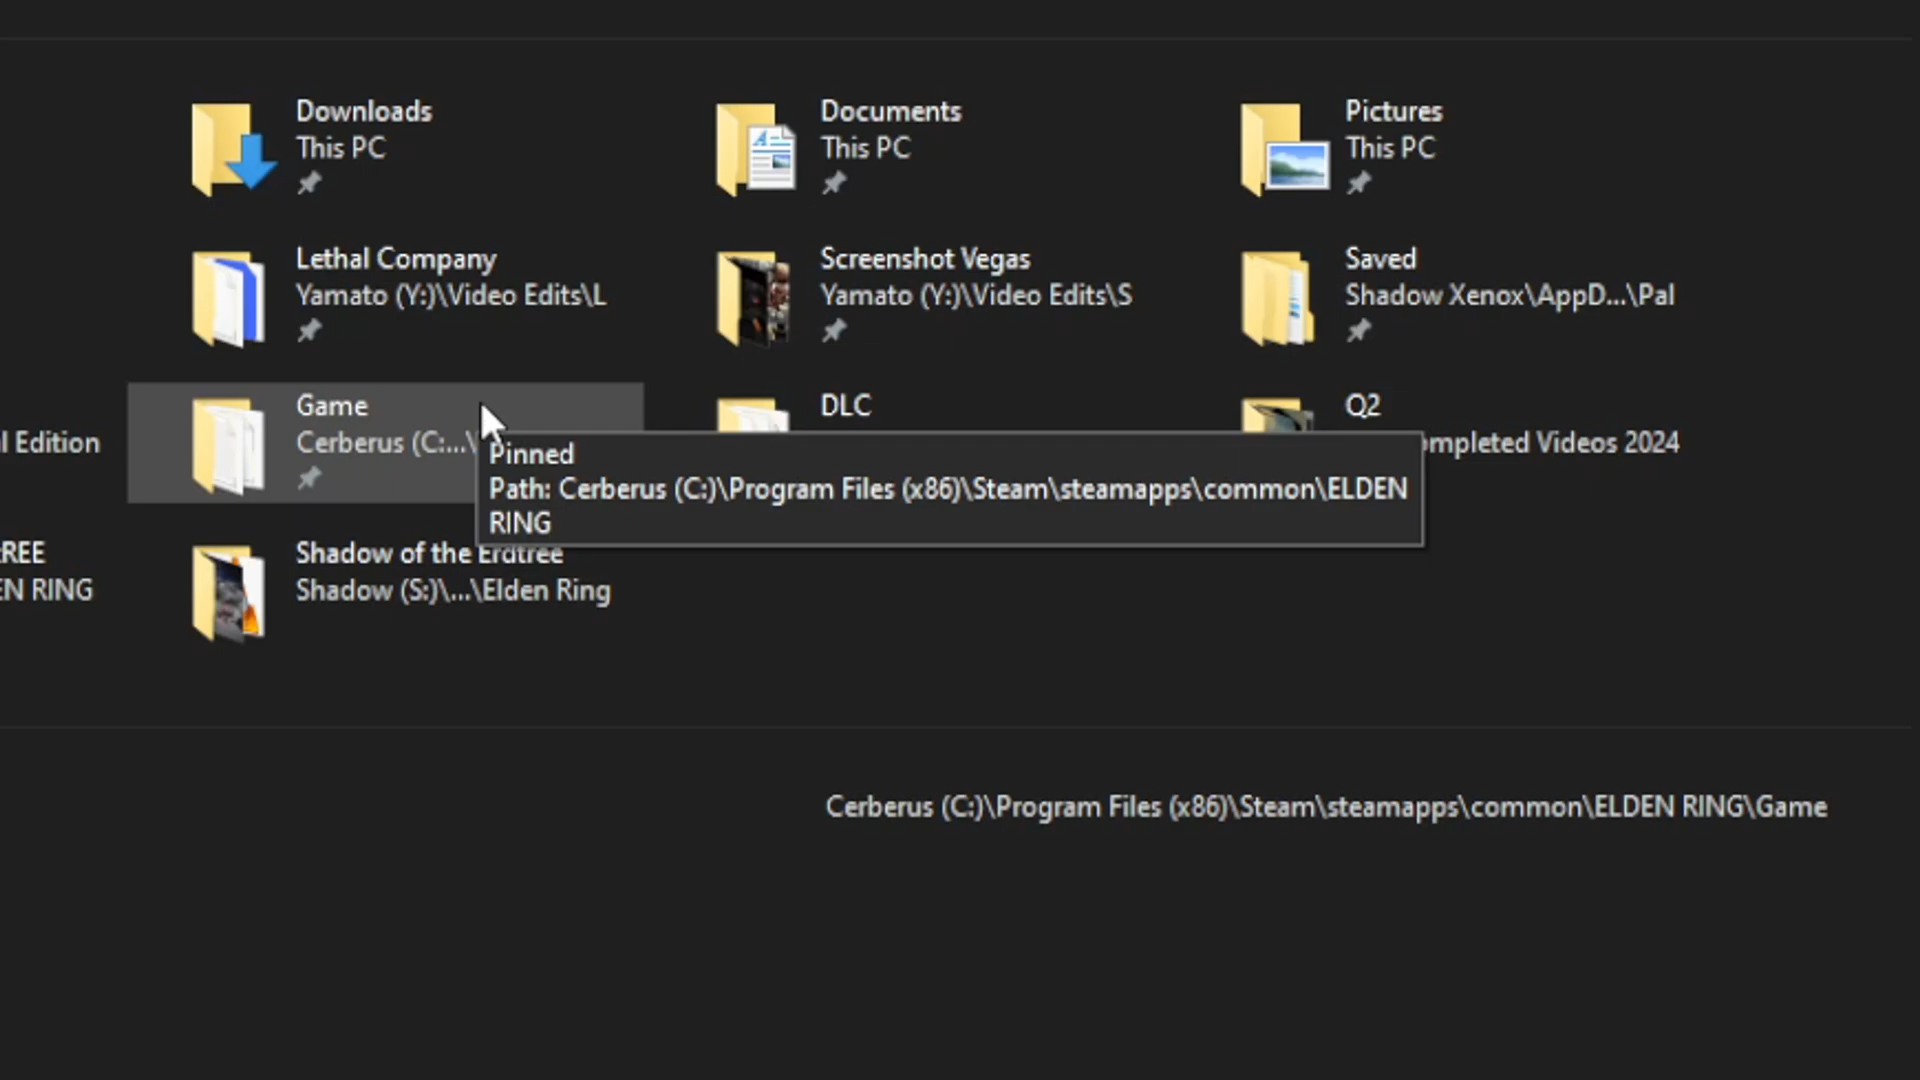 Downloads
This PC
Documents
This PC
Pictures
This PC
Lethal Company
Yamato (Y:)\Video Edits\L
Screenshot Vegas
Yamato (Y:)\Video Edits\S
Saved
Shadow Xenox\AppD...\Pal
l Edition
Game
Cerberus (C:...\
DLC
Q2
ompleted Videos 2024
Pinned
Path: Cerberus (C:)\Program Files (x86)\Steam\steamapps\common\ELDEN
RING
REE
EN RING
Shadow of the Erdtree
Shadow (S:)\...\Elden Ring
Cerberus (C:)\Program Files (x86)\Steam\steamapps\common\ELDEN RING\Game